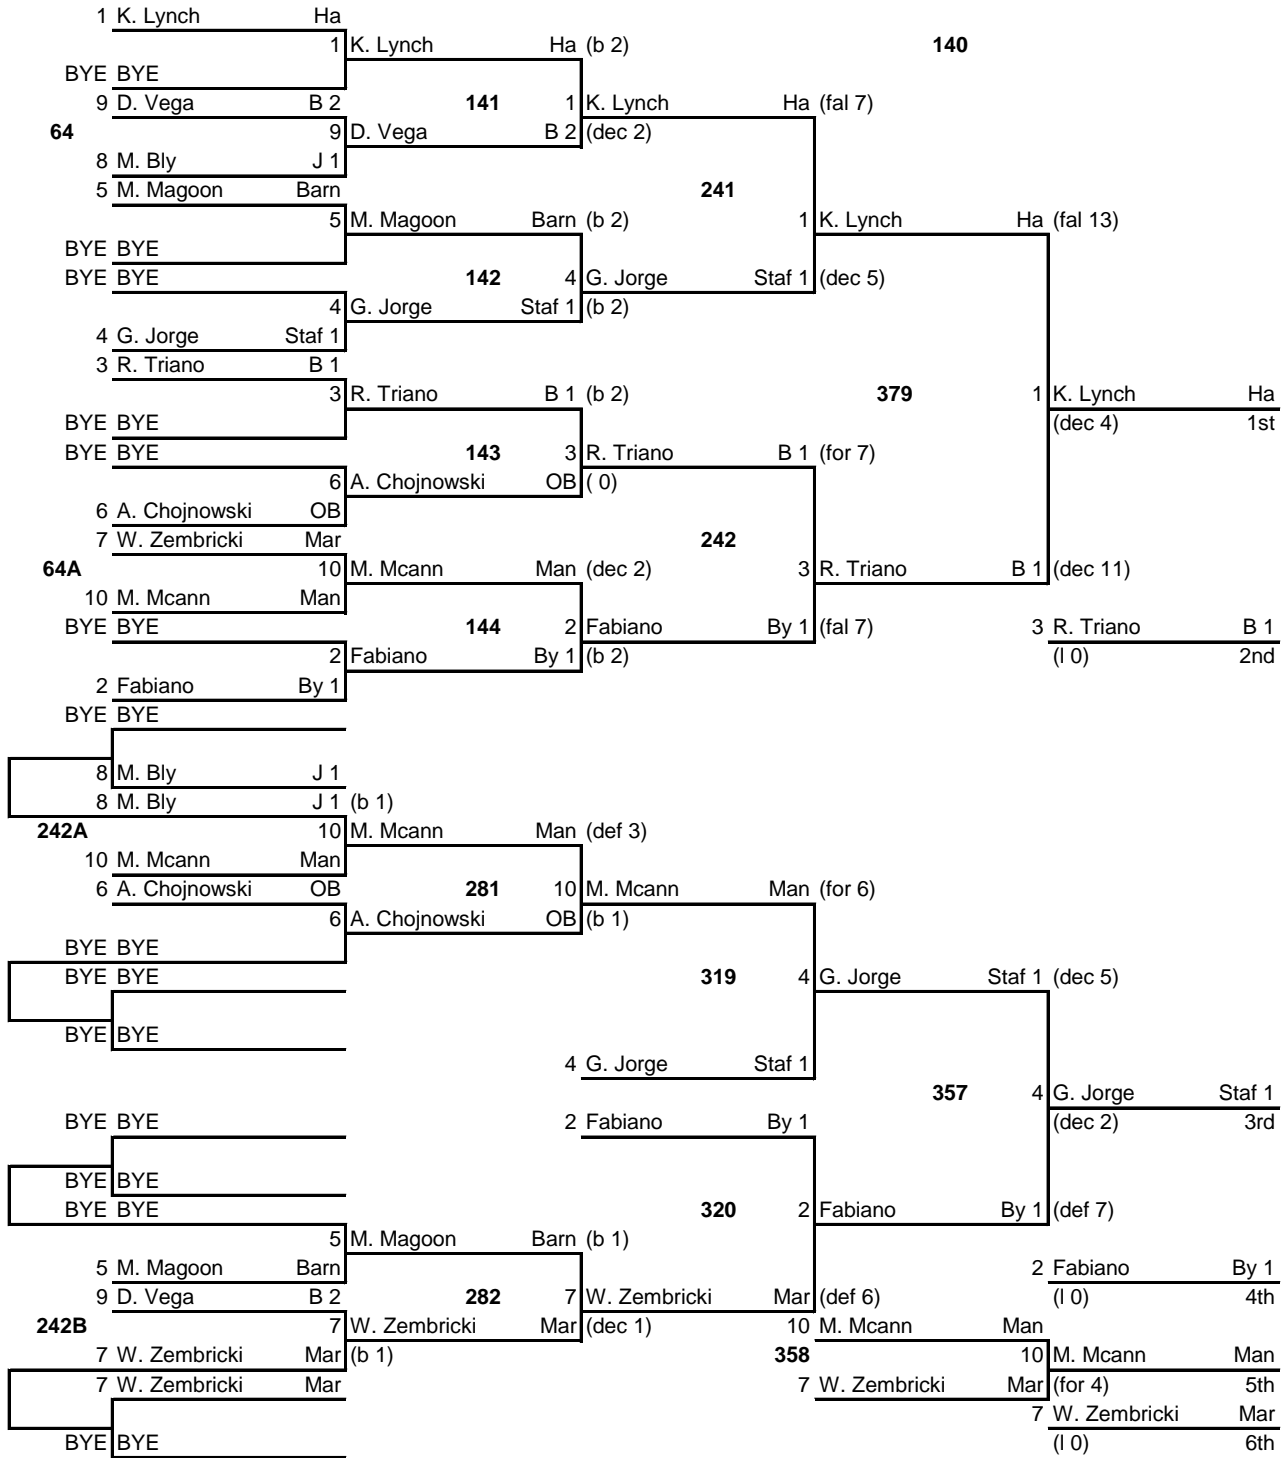 1 K. Lynch Ha
1 K. Lynch Ha (b 2) 140
BYE BYE
9 D. Vega B 2 141 1 K. Lynch Ha (fal 7)
64 9 D. Vega B 2 (dec 2)
8 M. Bly J 1
5 M. Magoon Barn 241
5 M. Magoon Barn (b 2) 1 K. Lynch Ha (fal 13)
BYE BYE
BYE BYE 142 4 G. Jorge Staf 1 (dec 5)
4 G. Jorge Staf 1 (b 2)
4 G. Jorge Staf 1
3 R. Triano B 1
3 R. Triano B 1 (b 2) 379 1 K. Lynch Ha
BYE BYE (dec 4) 1st
BYE BYE 143 3 R. Triano B 1 (for 7)
6 A. Chojnowski OB ( 0)
6 A. Chojnowski OB
7 W. Zembricki Mar 242
64A 10 M. Mcann Man (dec 2) 3 R. Triano B 1 (dec 11)
10 M. Mcann Man
BYE BYE 144 2 Fabiano By 1 (fal 7) 3 R. Triano B 1
2 Fabiano By 1 (b 2) (l 0) 2nd
2 Fabiano By 1
BYE BYE
8 M. Bly J 1
8 M. Bly J 1 (b 1)
242A 10 M. Mcann Man (def 3)
10 M. Mcann Man
6 A. Chojnowski OB 281 10 M. Mcann Man (for 6)
6 A. Chojnowski OB (b 1)
BYE BYE
BYE BYE 319 4 G. Jorge Staf 1 (dec 5)
BYE BYE
4 G. Jorge Staf 1
357 4 G. Jorge Staf 1
BYE BYE 2 Fabiano By 1 (dec 2) 3rd
BYE BYE
BYE BYE 320 2 Fabiano By 1 (def 7)
5 M. Magoon Barn (b 1)
5 M. Magoon Barn 2 Fabiano By 1
9 D. Vega B 2 282 7 W. Zembricki Mar (def 6) (l 0) 4th
242B 7 W. Zembricki Mar (dec 1) 10 M. Mcann Man
7 W. Zembricki Mar (b 1) 358 10 M. Mcann Man
7 W. Zembricki Mar 7 W. Zembricki Mar (for 4) 5th
7 W. Zembricki Mar
BYE BYE (l 0) 6th